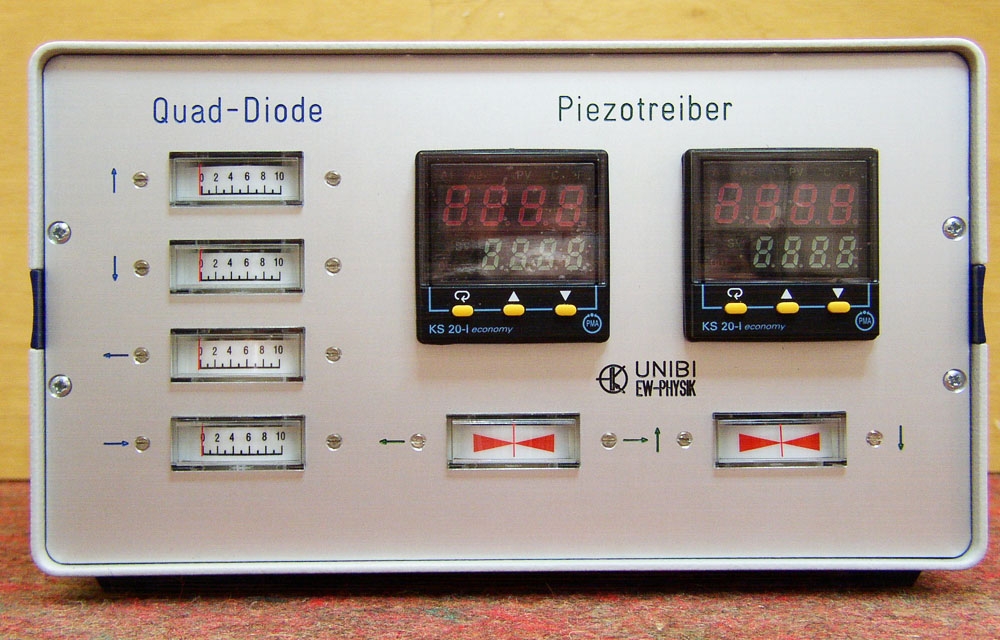 Quad-Diode
Piezotreiber
0 2 4 6 8 10
0 2 4 6 8 10
0 2 4 6 8 10
0 2 4 6 8 10
PV
8.8.8.8
8.8.8.8
KS 20-I economy
PMA
8.8.8.8
8.8.8.8
KS 20-I economy
PMA
UNIBI
EW-PHYSIK